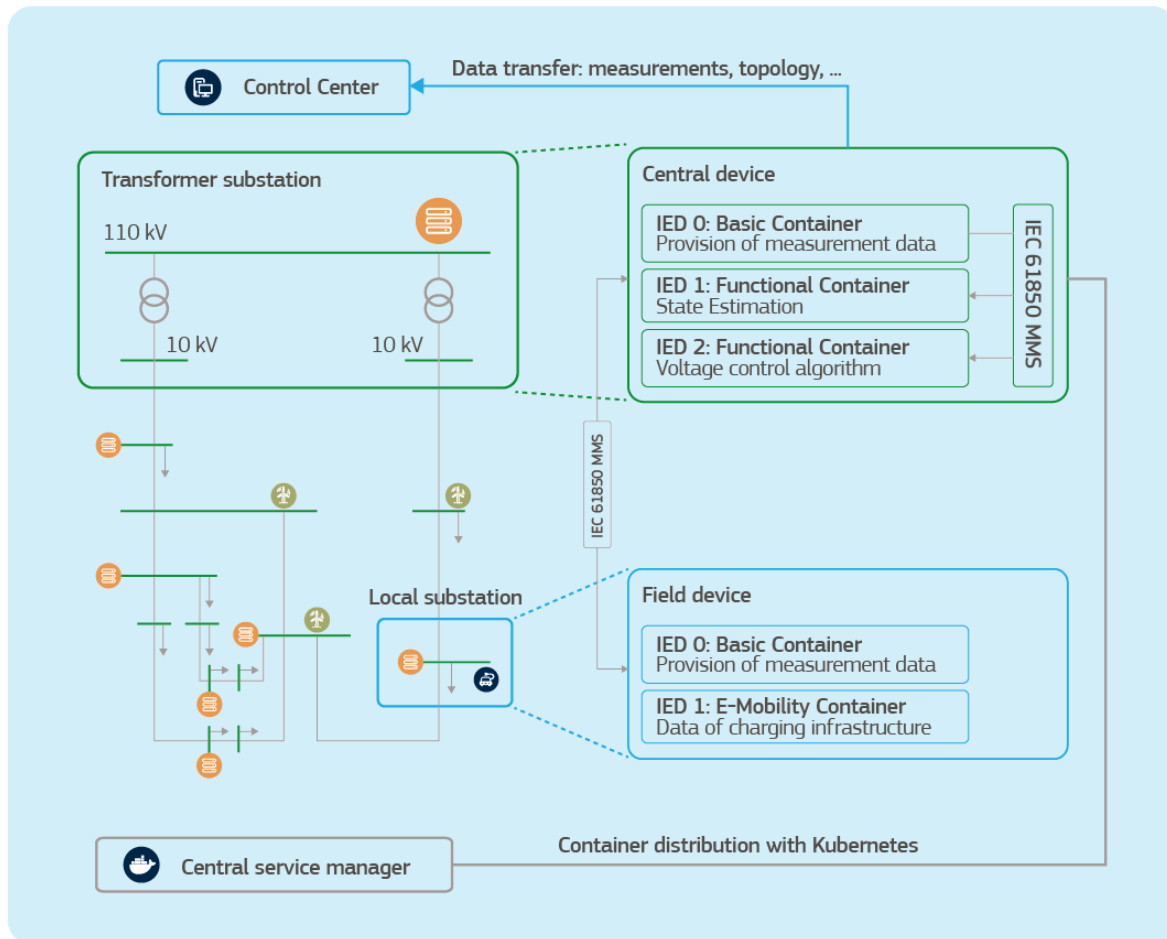 Data transfer: measurements, topology, ...
Control Center
Transformer substation
110 kV
10 kV
10 kV
Central device
IED 0: Basic Container
Provision of measurement data
IED 1: Functional Container
State Estimation
IED 2: Functional Container
Voltage control algorithm
IEC 61850 MMS
IEC 61850 MMS
Local substation
Field device
IED 0: Basic Container
Provision of measurement data
IED 1: E-Mobility Container
Data of charging infrastructure
Container distribution with Kubernetes
Central service manager